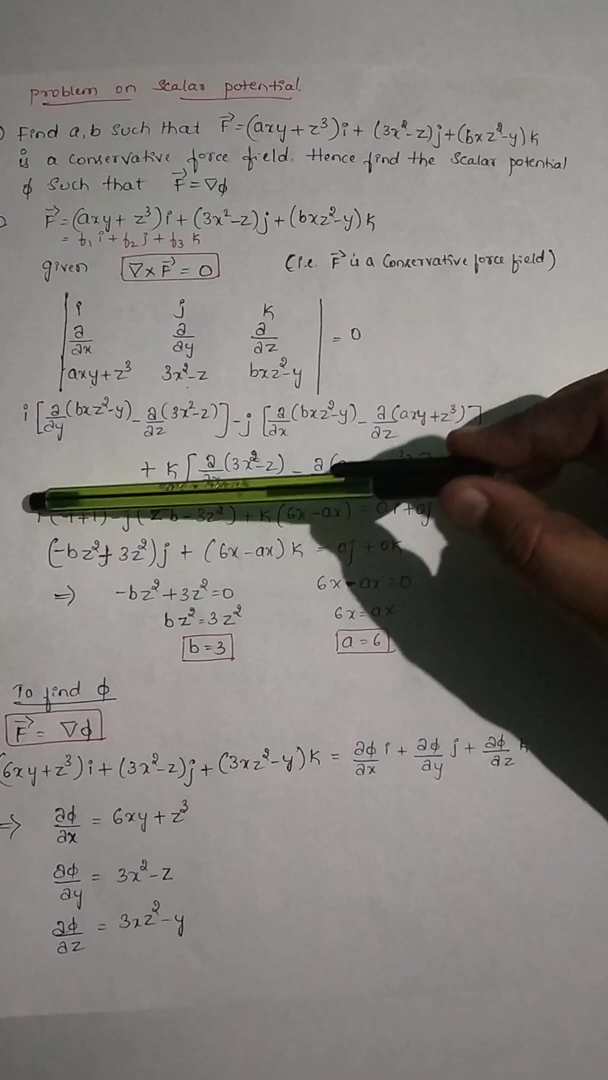 problem on scalar potential
) Find a,b such that F⃗=(axy+z³)i+(3x²-z)j+(bxz²-y)k
is a conservative force field. Hence find the scalar potential
ϕ such that F⃗=∇ϕ
F⃗=(axy+z³)i+(3x²-z)j+(bxz²-y)k
=f₁i+f₂j+f₃k
given ∇×F⃗=0 (i.e. F⃗ is a conservative force field)
i j k
∂/∂x ∂/∂y ∂/∂z = 0
axy+z³ 3x²-z bxz²-y
i[∂/∂y(bxz²-y)-∂/∂z(3x²-z)]-j[∂/∂x(bxz²-y)-∂/∂z(axy+z³)]
+k[∂/∂x(3x²-z)-∂
-3z²)+k(6x-ax)=
(-bz²+3z²)j+(6x-ax)k=0j+0k
⇒ -bz²+3z²=0 6x-ax=0
bz²=3z² 6x=ax
b=3 a=6
To find ϕ
F⃗=∇ϕ
(6xy+z³)i+(3x²-z)j+(3xz²-y)k=∂ϕ/∂x i+∂ϕ/∂y j+∂ϕ/∂z k
⇒ ∂ϕ/∂x=6xy+z³
∂ϕ/∂y=3x²-z
∂ϕ/∂z=3xz²-y